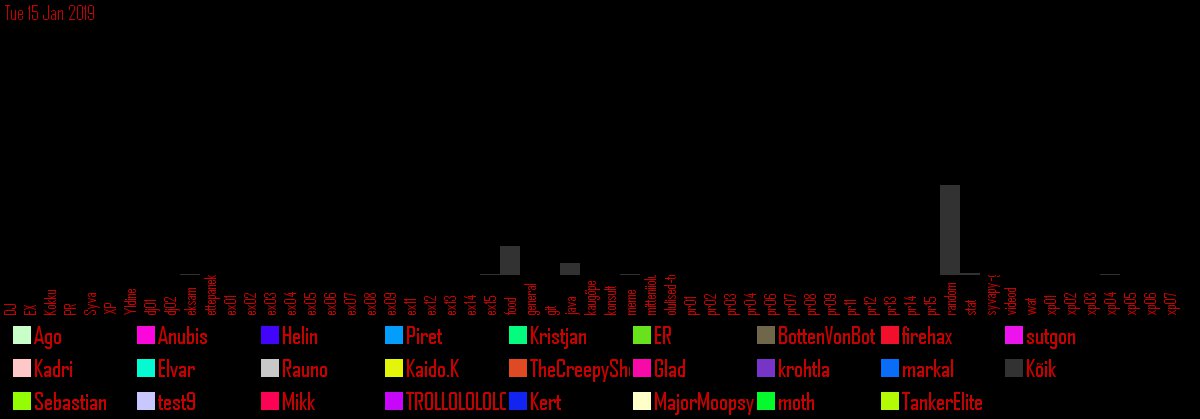 Tue 15 Jan 2019
DJ EX Kokku PR Syva XP Yldine dj01 dj02 eksam ettepanek ex01 ex02 ex03 ex04 ex05 ex06 ex07 ex08 ex09 ex11 ex12 ex13 ex14 ex15 food general git java kaugõpe konsult meme pr01 pr02 pr03 pr04 pr06 pr07 pr08 pr09 pr11 pr12 pr13 pr14 pr15 random stat videod wat xp01 xp02 xp03 xp04 xp05 xp06 xp07
Ago Anubis Helin Piret Kristjan ER BottenVonBot firehax sutgon
Kadri Elvar Rauno Kaido.K TheCreepySh Glad krohtla markal Kõik
Sebastian test9 Mikk TROLLOLOLOLO Kert MajorMoopsy moth TankerElite